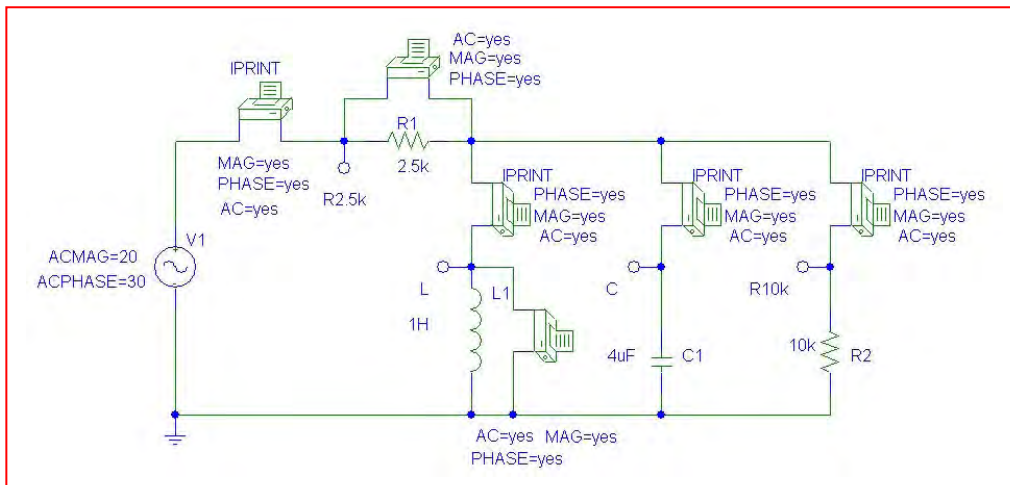 IPRINT
AC=yes
MAG=yes
PHASE=yes
R1
2.5k
MAG=yes
PHASE=yes
AC=yes
R2.5k
IPRINT
PHASE=yes
MAG=yes
AC=yes
IPRINT
PHASE=yes
MAG=yes
AC=yes
IPRINT
PHASE=yes
MAG=yes
AC=yes
V1
ACMAG=20
ACPHASE=30
+
-
L
L1
1H
C
4uF
C1
R10k
10k
R2
AC=yes MAG=yes
PHASE=yes